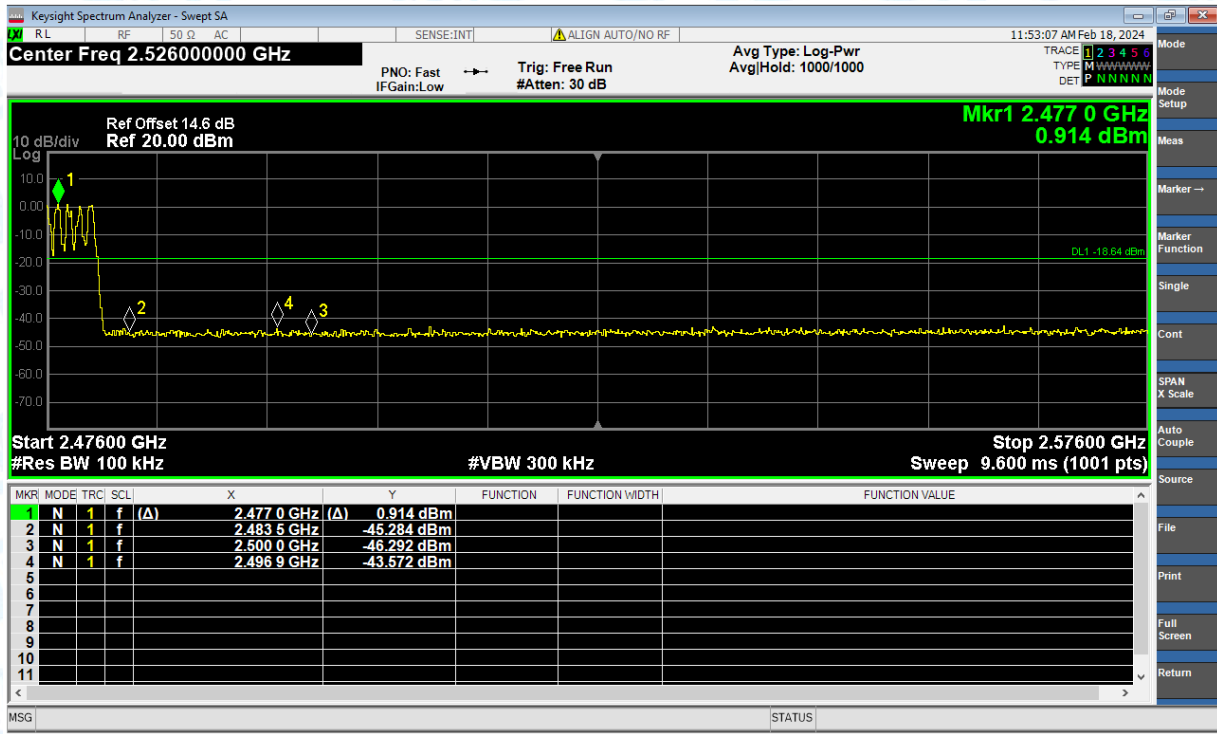 Keysight Spectrum Analyzer - Swept SA
LXI RL RF 50 Ω AC SENSE:INT ALIGN AUTO/NO RF 11:53:07 AM Feb 18, 2024
Center Freq 2.526000000 GHz
PNO: Fast
IFGain:Low
Trig: Free Run
#Atten: 30 dB
Avg Type: Log-Pwr
Avg|Hold: 1000/1000
TRACE 1 2 3 4 5 6
TYPE M WWWWW
DET P N N N N N
Mkr1 2.477 0 GHz
0.914 dBm
Ref Offset 14.6 dB
Ref 20.00 dBm
10 dB/div
Log
10.0
0.00
-10.0
-20.0
-30.0
-40.0
-50.0
-60.0
-70.0
1
2
4
3
DL1 -18.64 dBm
Start 2.47600 GHz
Stop 2.57600 GHz
#Res BW 100 kHz
#VBW 300 kHz
Sweep 9.600 ms (1001 pts)
MKR MODE TRC SCL X Y FUNCTION FUNCTION WIDTH FUNCTION VALUE
1 N 1 f (Δ) 2.477 0 GHz (Δ) 0.914 dBm
2 N 1 f 2.483 5 GHz -45.284 dBm
3 N 1 f 2.500 0 GHz -46.292 dBm
4 N 1 f 2.496 9 GHz -43.572 dBm
5
6
7
8
9
10
11
MSG
STATUS
Mode
Mode
Setup
Meas
Marker →
Marker
Function
Single
Cont
SPAN
X Scale
Auto
Couple
Source
File
Print
Full
Screen
Return